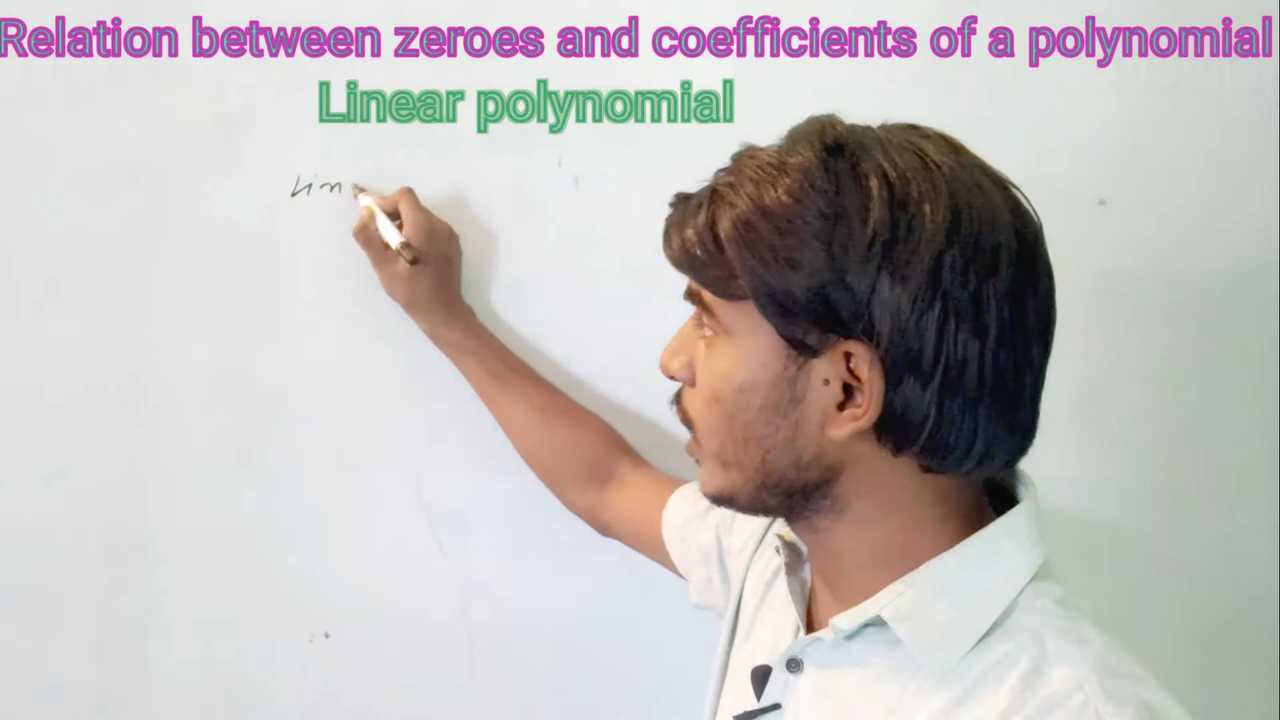 Relation between zeroes and coefficients of a polynomial
Linear polynomial
Lin